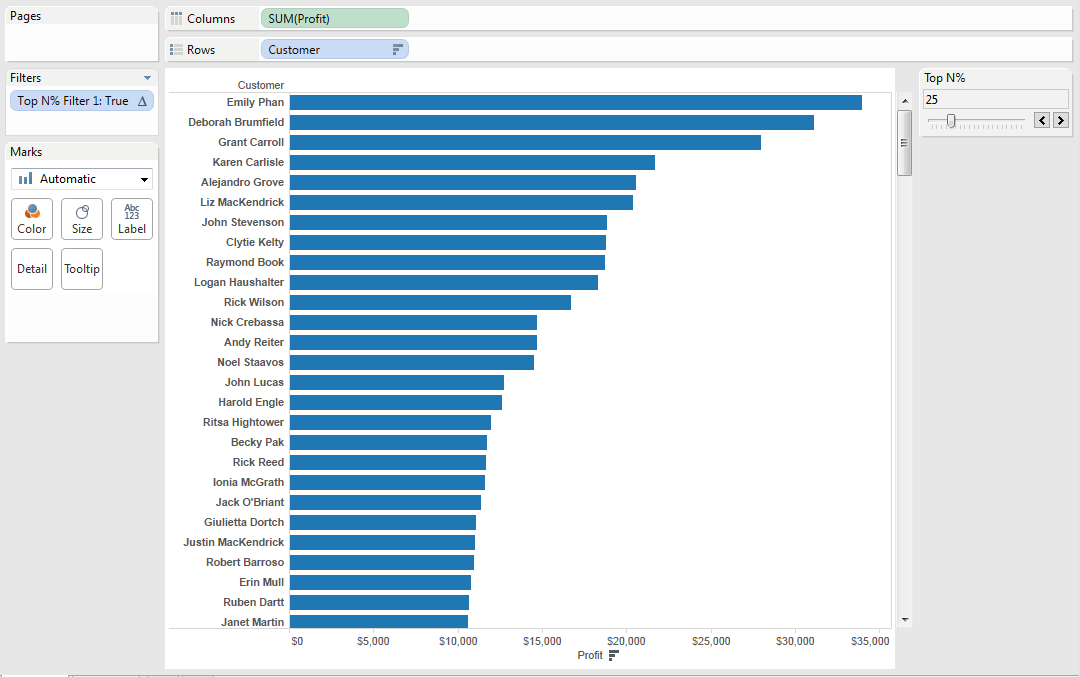 Pages
Columns SUM(Profit)
Rows Customer
Filters
Top N% Filter 1: True Δ
Marks
Automatic
Color Size Abc 123 Label
Detail Tooltip
Customer
Emily Phan
Deborah Brumfield
Grant Carroll
Karen Carlisle
Alejandro Grove
Liz MacKendrick
John Stevenson
Clytie Kelty
Raymond Book
Logan Haushalter
Rick Wilson
Nick Crebassa
Andy Reiter
Noel Staavos
John Lucas
Harold Engle
Ritsa Hightower
Becky Pak
Rick Reed
Ionia McGrath
Jack O'Briant
Giulietta Dortch
Justin MacKendrick
Robert Barroso
Erin Mull
Ruben Dartt
Janet Martin
$0 $5,000 $10,000 $15,000 $20,000 $25,000 $30,000 $35,000
Profit
Top N%
25